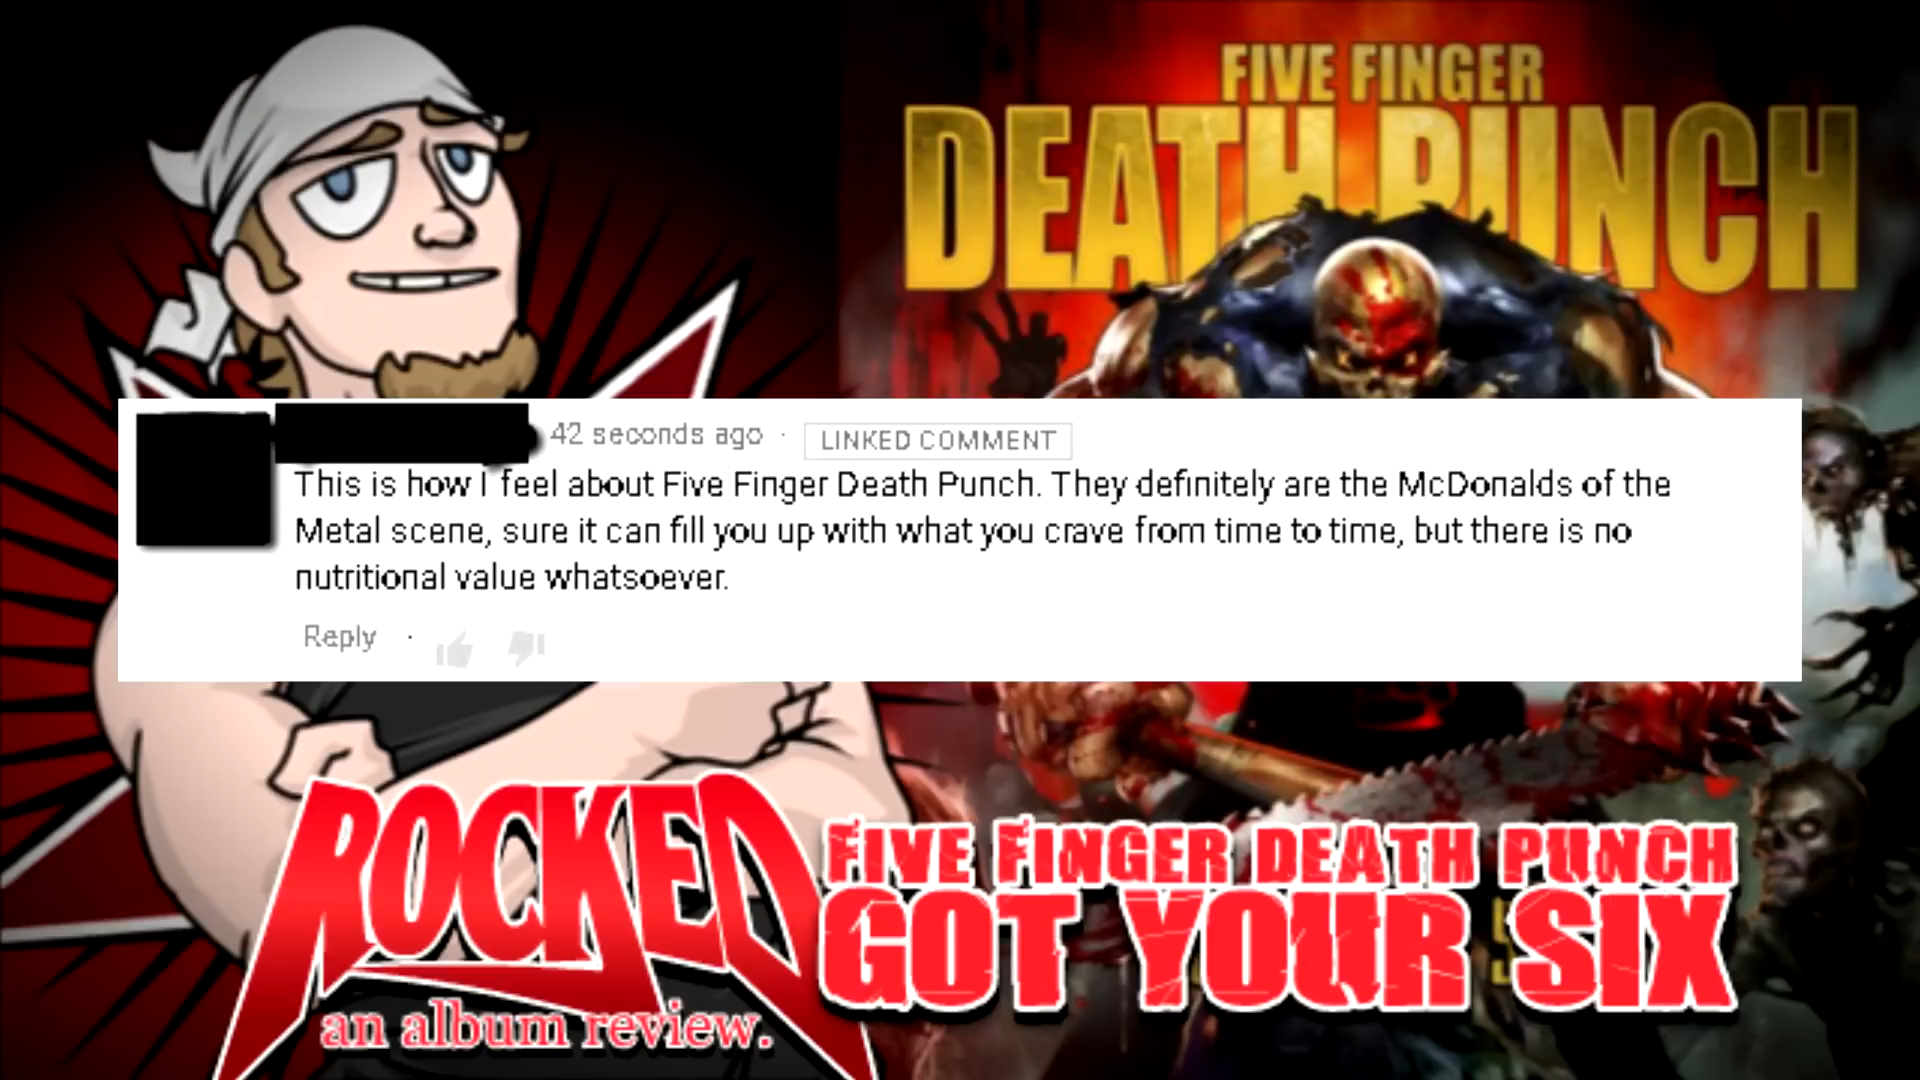 FIVE FINGER
DEATH PUNCH
42 seconds ago · LINKED COMMENT
This is how I feel about Five Finger Death Punch. They definitely are the McDonalds of the
Metal scene, sure it can fill you up with what you crave from time to time, but there is no
nutritional value whatsoever.
Reply ·
ROCKED
an album review.
FIVE FINGER DEATH PUNCH
GOT YOUR SIX